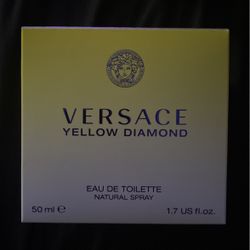 VERSACE
YELLOW DIAMOND
EAU DE TOILETTE
NATURAL SPRAY
50 ml ℮ 1.7 US fl.oz.